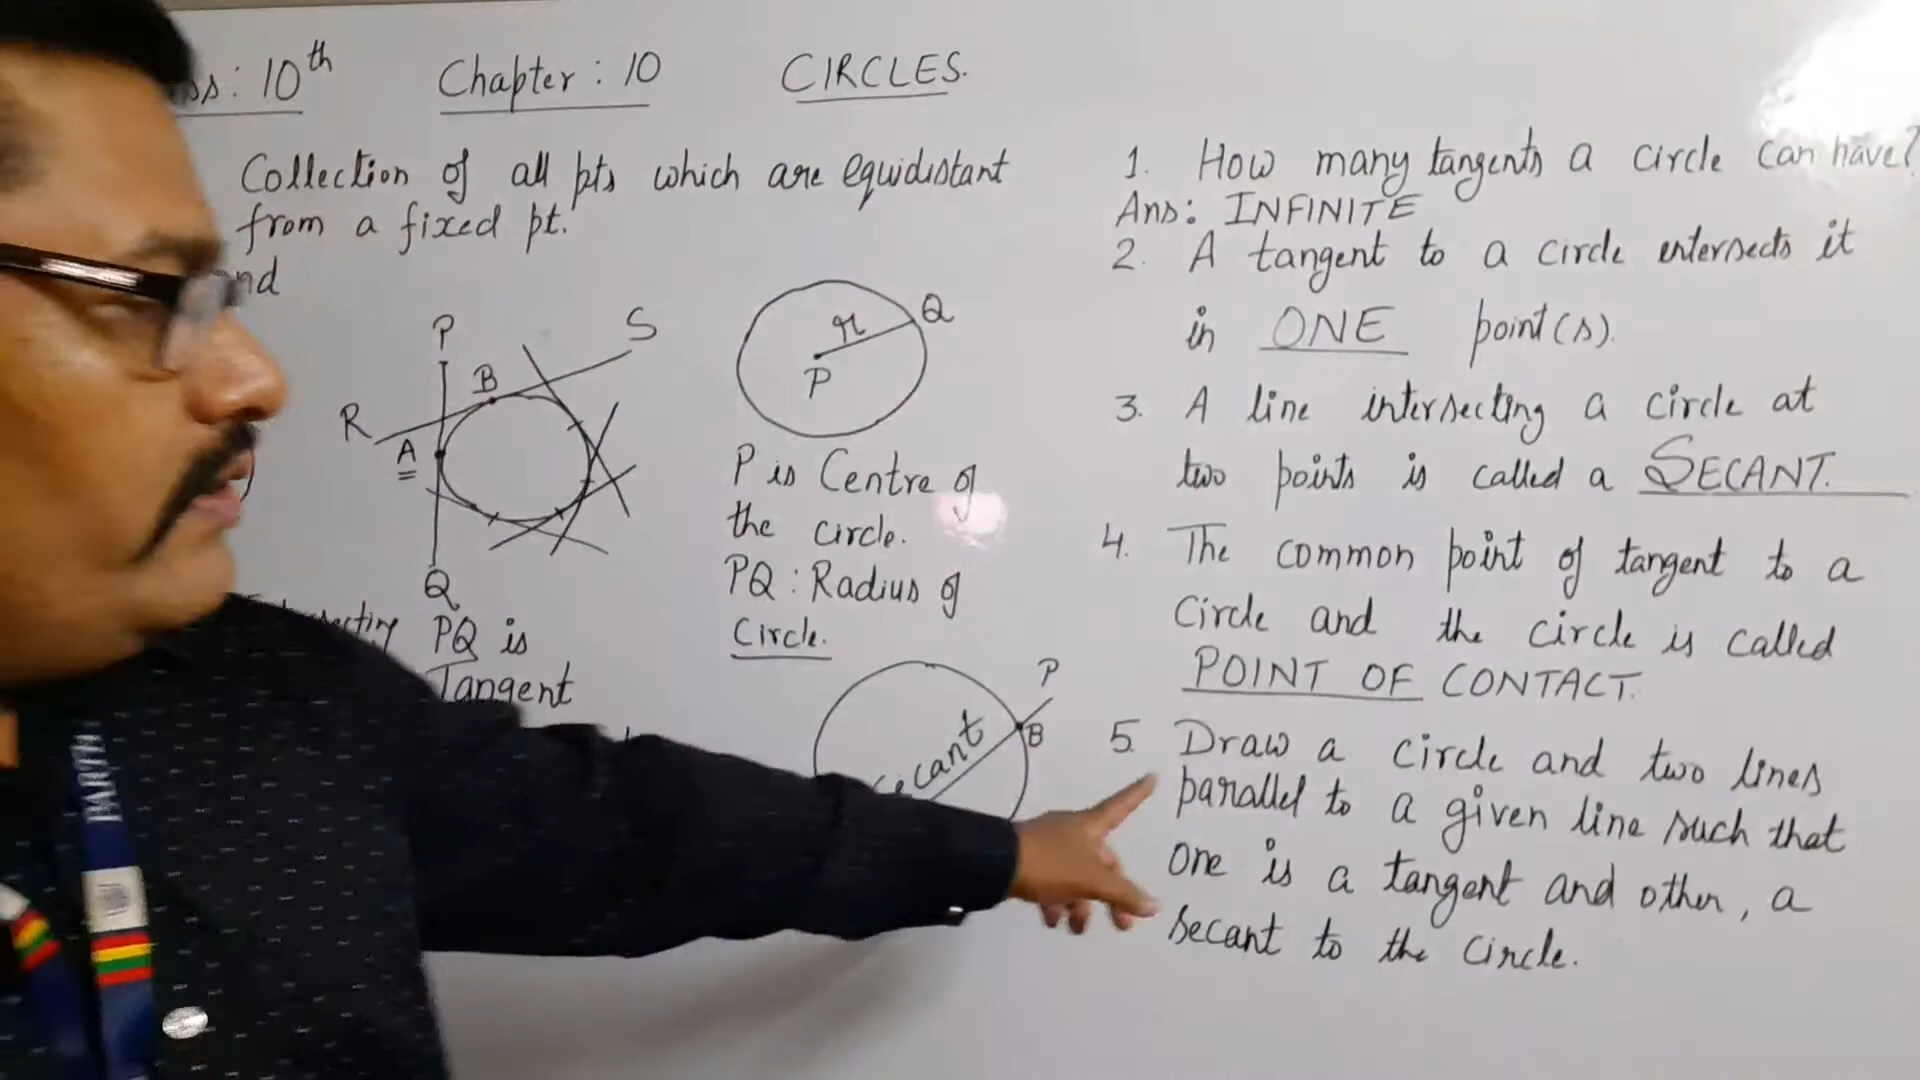 : 10th Chapter : 10 CIRCLES.
Collection of all pts which are equidistant
from a fixed pt.
P
S
B
R
A
Q
PQ is
Tangent
r
Q
P
P is Centre of
the circle.
PQ : Radius of
Circle.
P
B
1. How many tangents a circle can have?
Ans: INFINITE
2. A tangent to a circle intersects it
in ONE point(s).
3. A line intersecting a circle at
two points is called a SECANT.
4. The common point of tangent to a
circle and the circle is called
POINT OF CONTACT.
5. Draw a circle and two lines
parallel to a given line such that
one is a tangent and other, a
secant to the circle.
PARTH